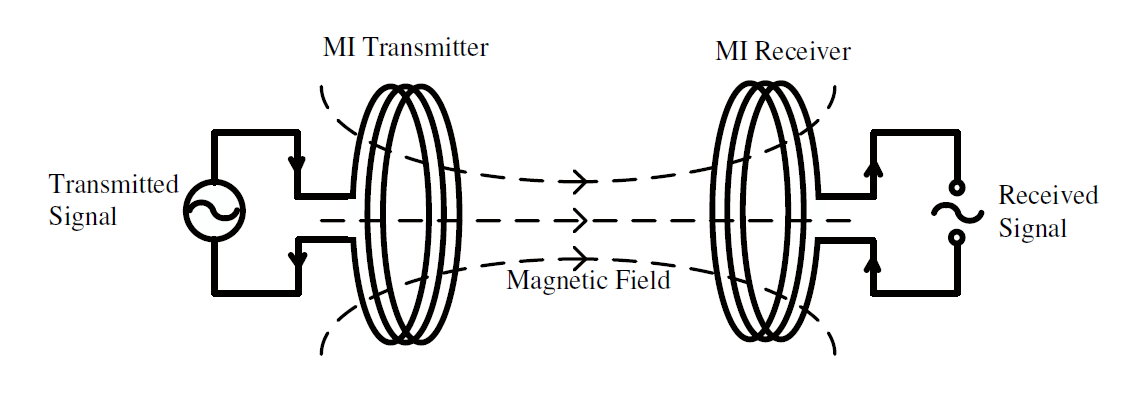 MI Transmitter
MI Receiver
Transmitted
Signal
Received
Signal
Magnetic Field